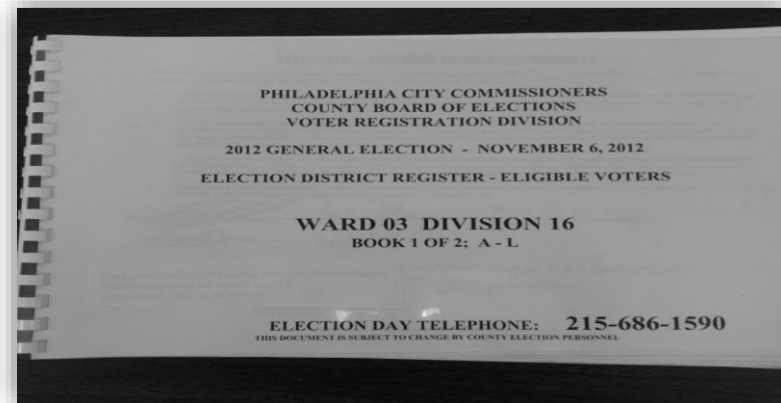 PHILADELPHIA CITY COMMISSIONERS
COUNTY BOARD OF ELECTIONS
VOTER REGISTRATION DIVISION
2012 GENERAL ELECTION - NOVEMBER 6, 2012
ELECTION DISTRICT REGISTER - ELIGIBLE VOTERS
WARD 03 DIVISION 16
BOOK 1 OF 2; A - L
ELECTION DAY TELEPHONE: 215-686-1590
THIS DOCUMENT IS SUBJECT TO CHANGE BY COUNTY ELECTION PERSONNEL